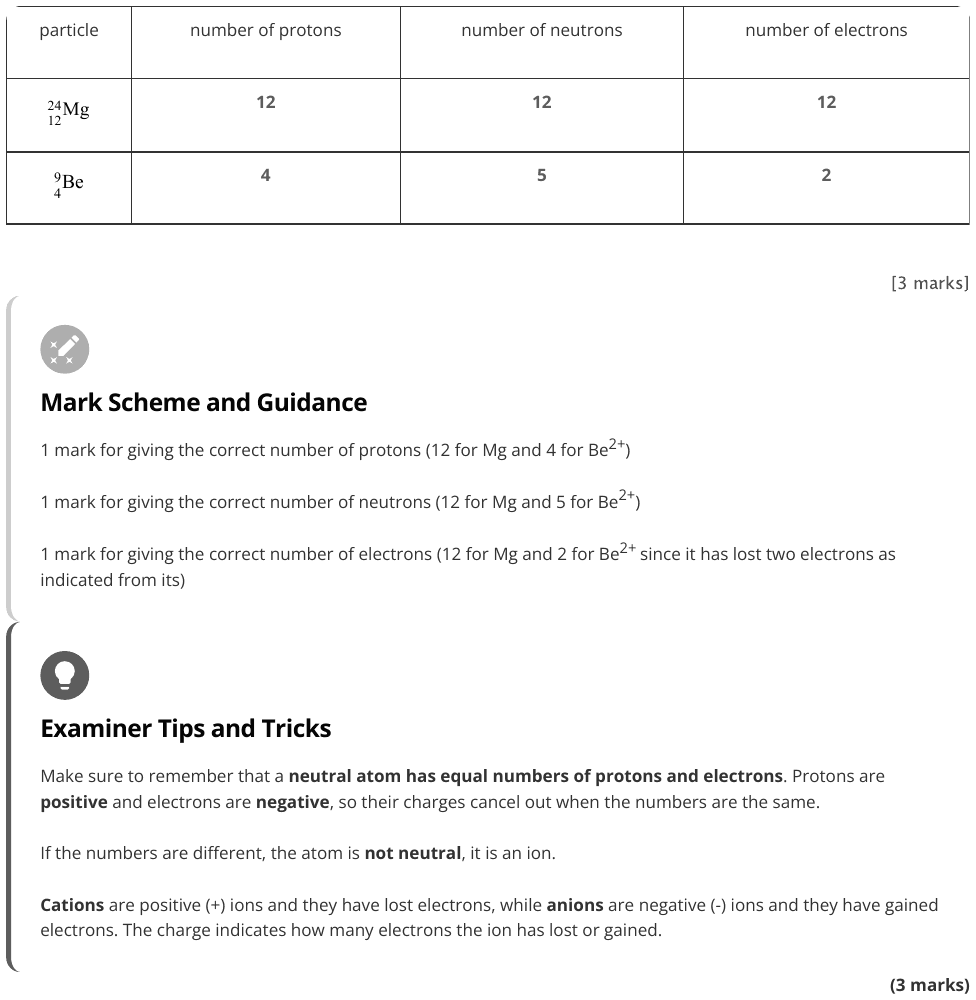 particle number of protons number of neutrons number of electrons
²⁴₁₂Mg 12 12 12
⁹₄Be 4 5 2
[3 marks]
Mark Scheme and Guidance
1 mark for giving the correct number of protons (12 for Mg and 4 for Be²⁺)
1 mark for giving the correct number of neutrons (12 for Mg and 5 for Be²⁺)
1 mark for giving the correct number of electrons (12 for Mg and 2 for Be²⁺ since it has lost two electrons as
indicated from its)
Examiner Tips and Tricks
Make sure to remember that a neutral atom has equal numbers of protons and electrons. Protons are
positive and electrons are negative, so their charges cancel out when the numbers are the same.
If the numbers are different, the atom is not neutral, it is an ion.
Cations are positive (+) ions and they have lost electrons, while anions are negative (-) ions and they have gained
electrons. The charge indicates how many electrons the ion has lost or gained.
(3 marks)